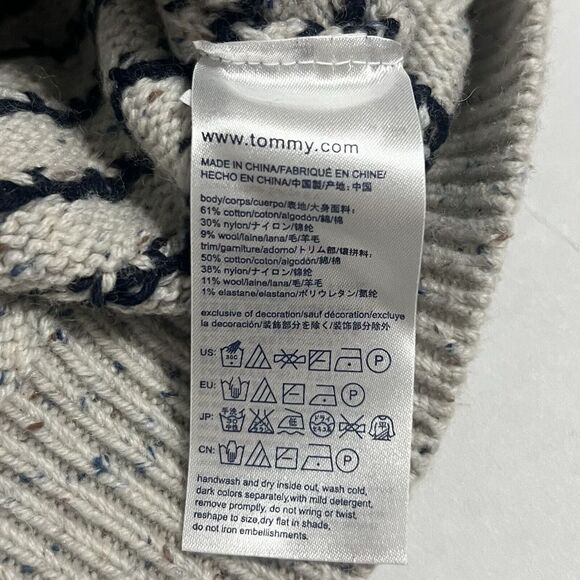 www.tommy.com
MADE IN CHINA/FABRIQUÉ EN CHINE/
HECHO EN CHINA/中国製/产地: 中国
body/corps/cuerpo/表地/大身面料:
61% cotton/coton/algodón/綿/棉
30% nylon/ナイロン/锦纶
9% wool/laine/lana/毛/羊毛
trim/garniture/adorno/トリム部/镶拼料:
50% cotton/coton/algodón/綿/棉
38% nylon/ナイロン/锦纶
11% wool/laine/lana/毛/羊毛
1% elastane/elastano/ポリウレタン/氨纶
exclusive of decoration/sauf décoration/excluye
la decoración/装飾部分を除く/装饰部分除外
US: 30C P
EU: P
JP: 手洗 ドライ 平
CN: P
handwash and dry inside out, wash cold,
dark colors separately,with mild detergent,
remove promptly, do not wring or twist,
reshape to size,dry flat in shade,
do not iron embellishments.